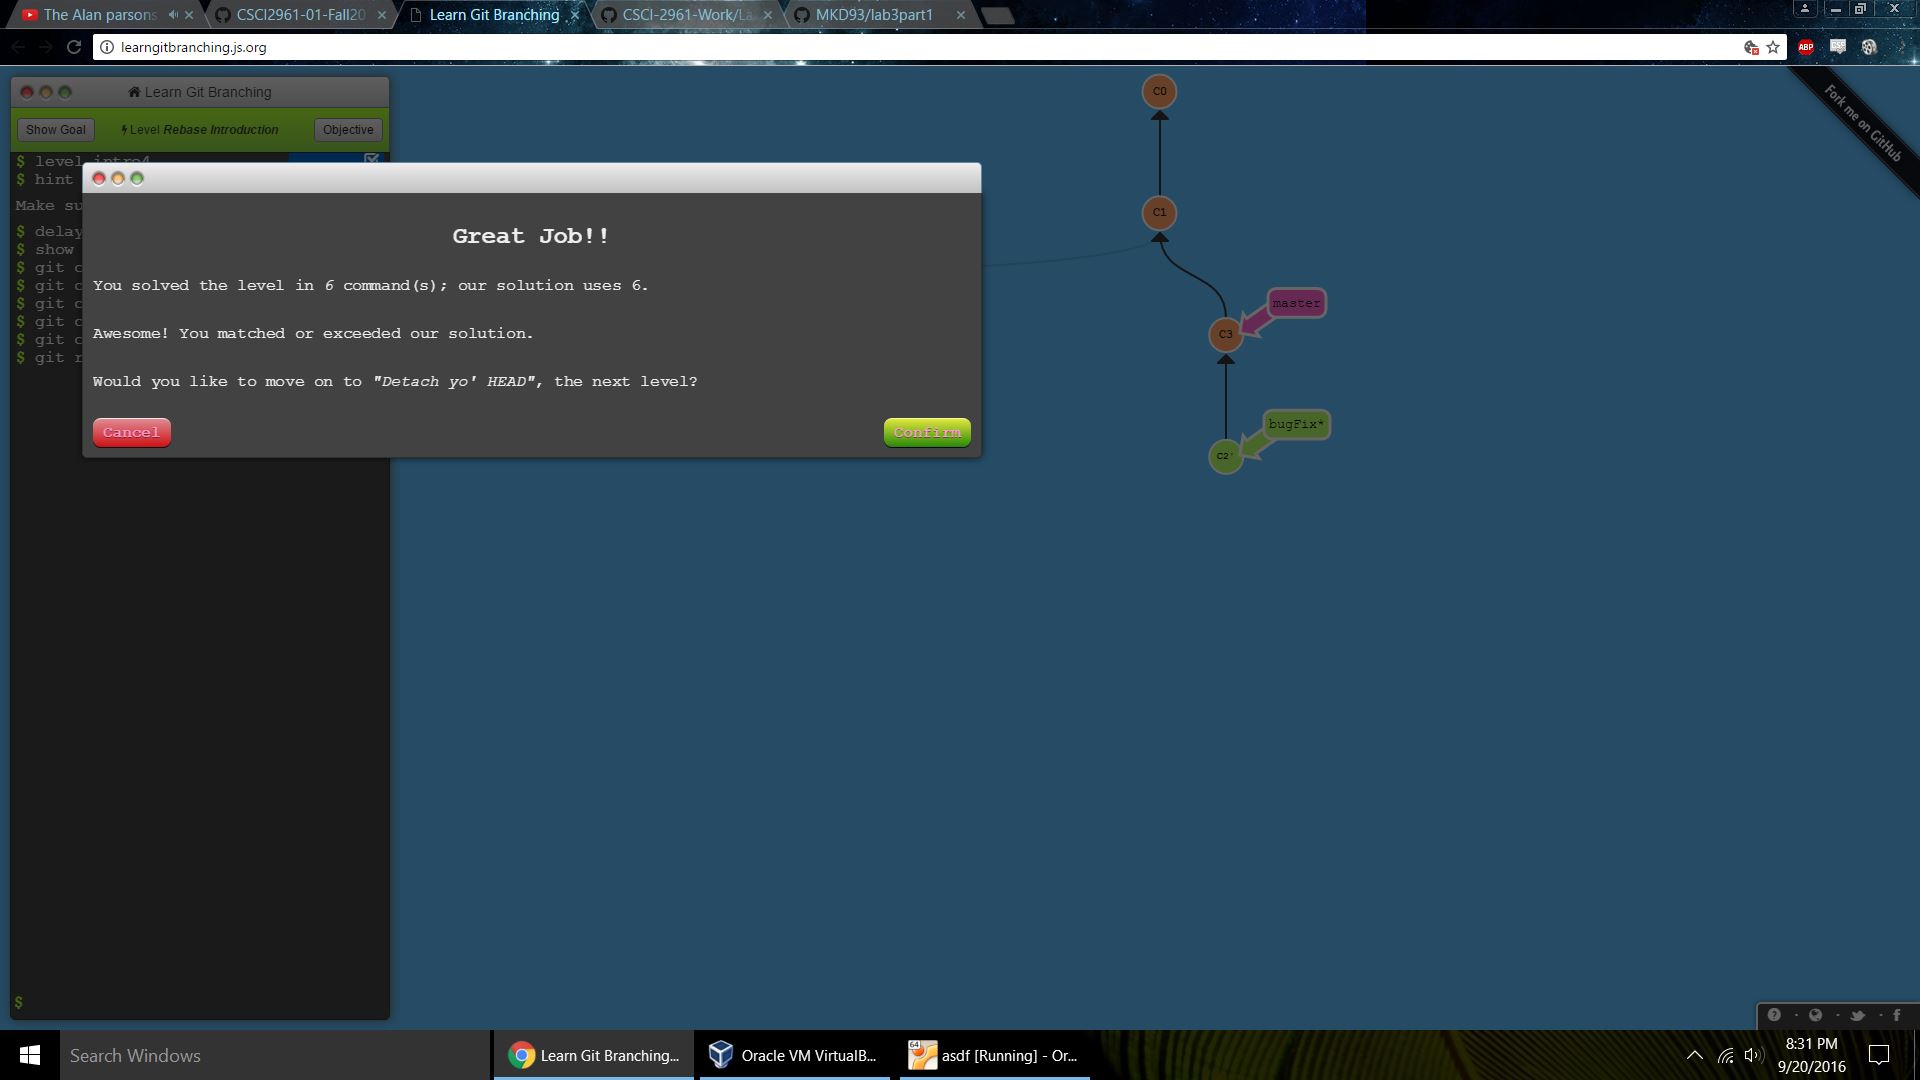 The Alan parsons
CSCI2961-01-Fall20
Learn Git Branching
CSCI-2961-Work/La
MKD93/lab3part1
learngitbranching.js.org
ABP
Learn Git Branching
Show Goal
Level Rebase Introduction
Objective
$ level intro4
$ hint
Make su
$ delay
$ show
$ git c
$ git c
$ git c
$ git c
$ git c
$ git r
$
Great Job!!
You solved the level in 6 command(s); our solution uses 6.
Awesome! You matched or exceeded our solution.
Would you like to move on to "Detach yo' HEAD", the next level?
Cancel
Confirm
C0
C1
C3
master
C2'
bugFix*
Fork me on GitHub
Search Windows
Learn Git Branching...
Oracle VM VirtualB...
64
asdf [Running] - Or...
8:31 PM
9/20/2016